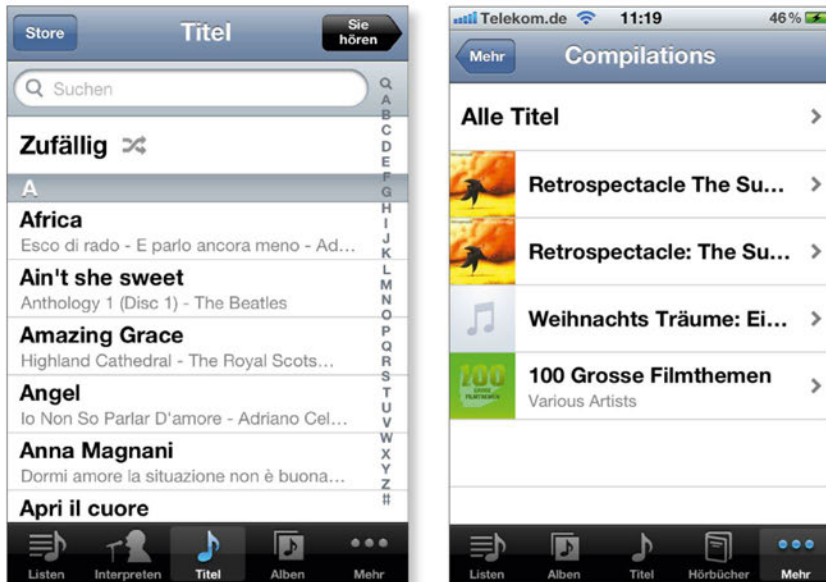 Store
Titel
Sie
hören
Suchen
Zufällig
A
Africa
Esco di rado - E parlo ancora meno - Ad...
Ain't she sweet
Anthology 1 (Disc 1) - The Beatles
Amazing Grace
Highland Cathedral - The Royal Scots...
Angel
Io Non So Parlar D'amore - Adriano Cel...
Anna Magnani
Dormi amore la situazione non è buona...
Apri il cuore
A
B
C
D
E
F
G
H
I
J
K
L
M
N
O
P
Q
R
S
T
U
V
W
X
Y
Z
#
Listen Interpreten Titel Alben Mehr
Telekom.de 11:19 46 %
Mehr
Compilations
Alle Titel
Retrospectacle The Su...
Retrospectacle: The Su...
Weihnachts Träume: Ei...
100 Grosse Filmthemen
Various Artists
100
GROSSE
FILMTHEMEN
Listen Alben Titel Hörbücher Mehr